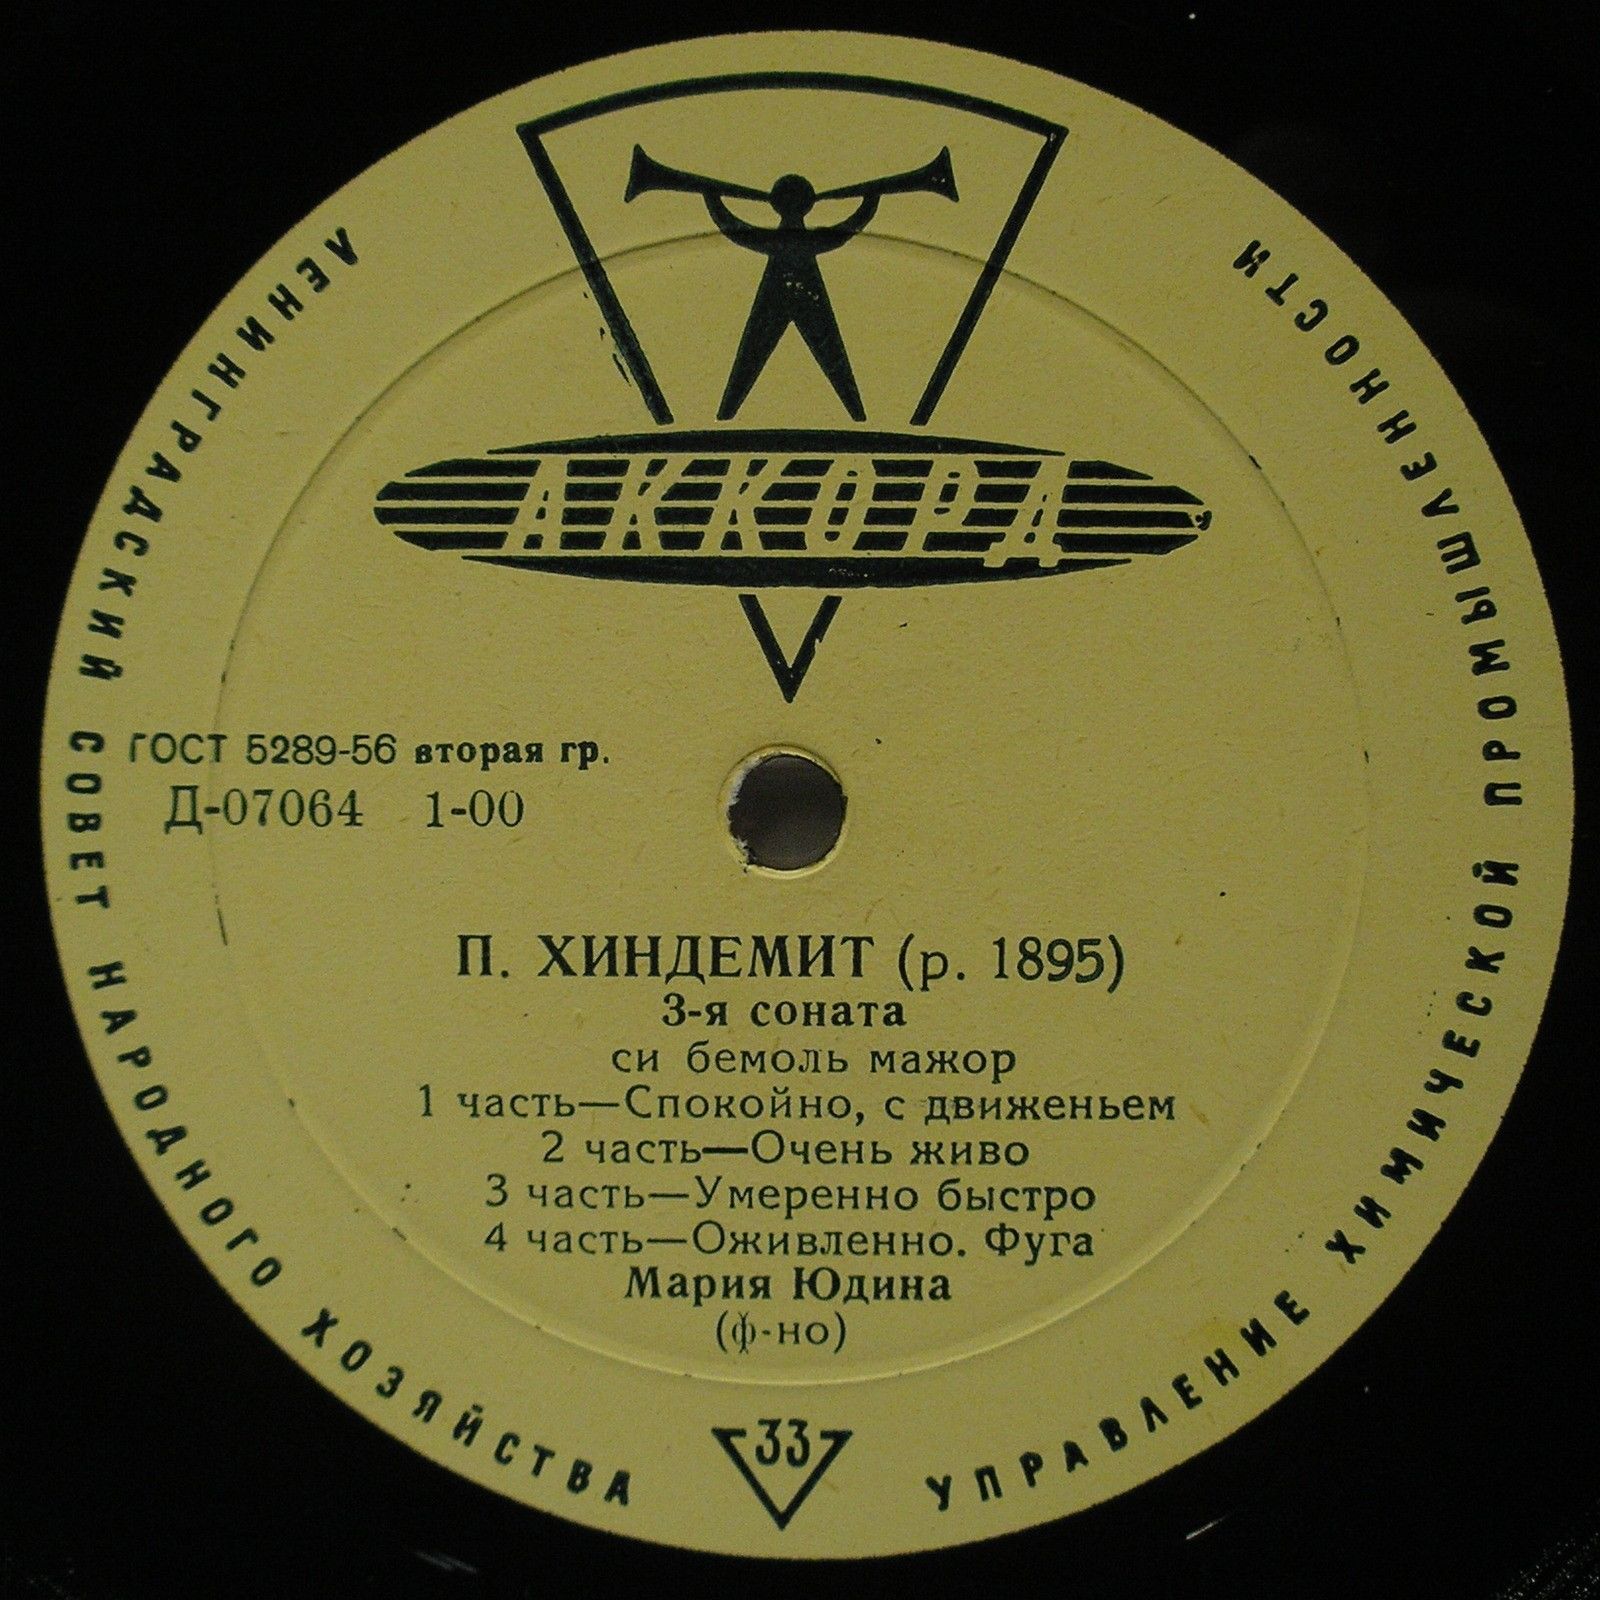 ЛЕНИНГРАДСКИЙ СОВЕТ НАРОДНОГО ХОЗЯЙСТВА
УПРАВЛЕНИЕ ХИМИЧЕСКОЙ ПРОМЫШЛЕННОСТИ
АККОРД
ГОСТ 5289-56 вторая гр.
Д-07064 1-00
П. ХИНДЕМИТ (р. 1895)
3-я соната
си бемоль мажор
1 часть—Спокойно, с движеньем
2 часть—Очень живо
3 часть—Умеренно быстро
4 часть—Оживленно. Фуга
Мария Юдина
(ф-но)
33